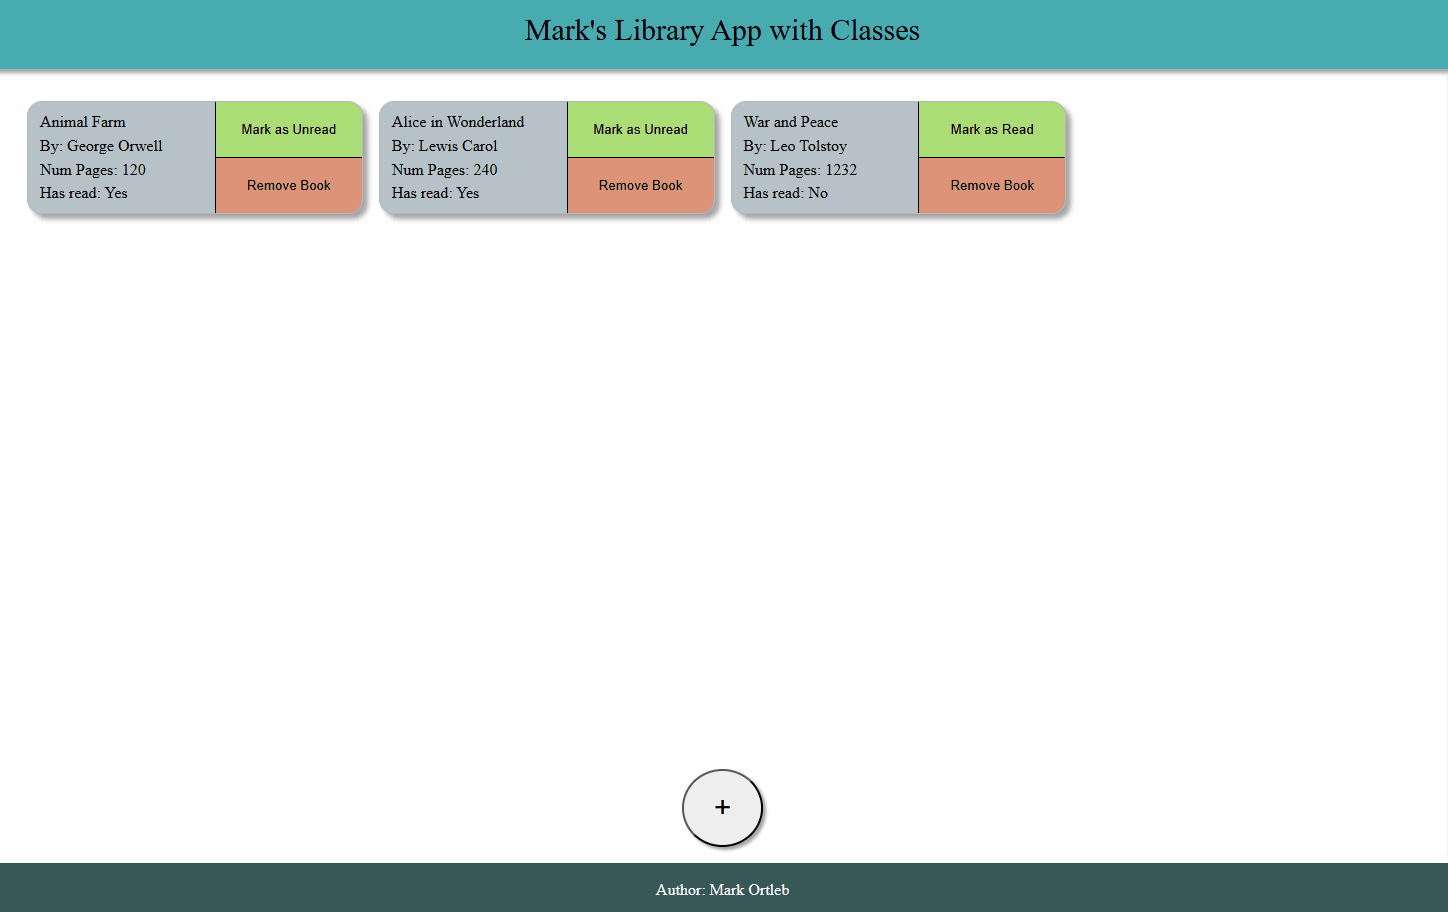 Mark's Library App with Classes
Animal Farm
By: George Orwell
Num Pages: 120
Has read: Yes
Mark as Unread
Remove Book
Alice in Wonderland
By: Lewis Carol
Num Pages: 240
Has read: Yes
Mark as Unread
Remove Book
War and Peace
By: Leo Tolstoy
Num Pages: 1232
Has read: No
Mark as Read
Remove Book
+
Author: Mark Ortleb